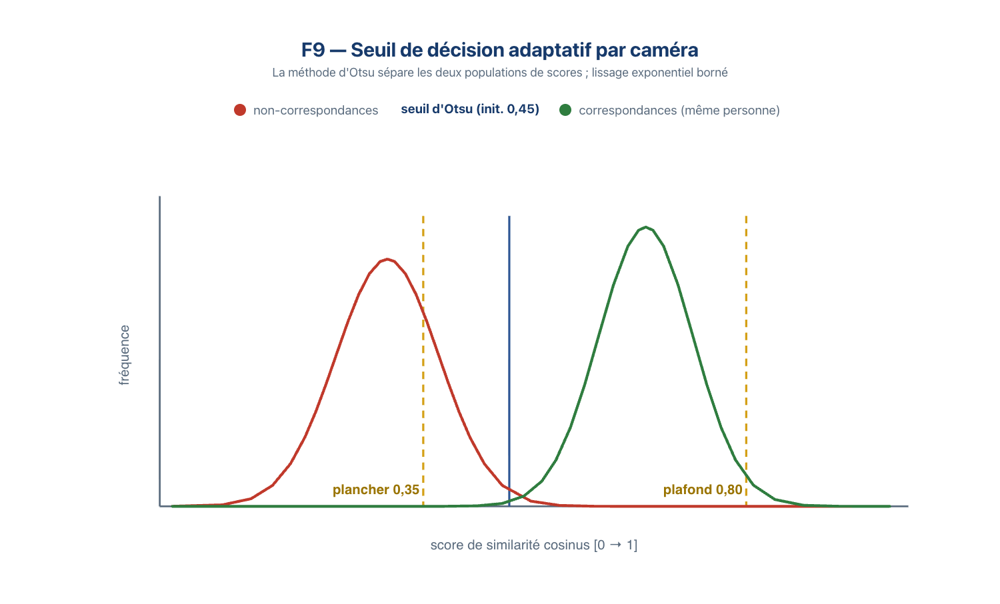 F9 — Seuil de décision adaptatif par caméra
La méthode d'Otsu sépare les deux populations de scores ; lissage exponentiel borné
non-correspondances seuil d'Otsu (init. 0,45) correspondances (même personne)
fréquence
plancher 0,35 plafond 0,80
score de similarité cosinus [0 → 1]